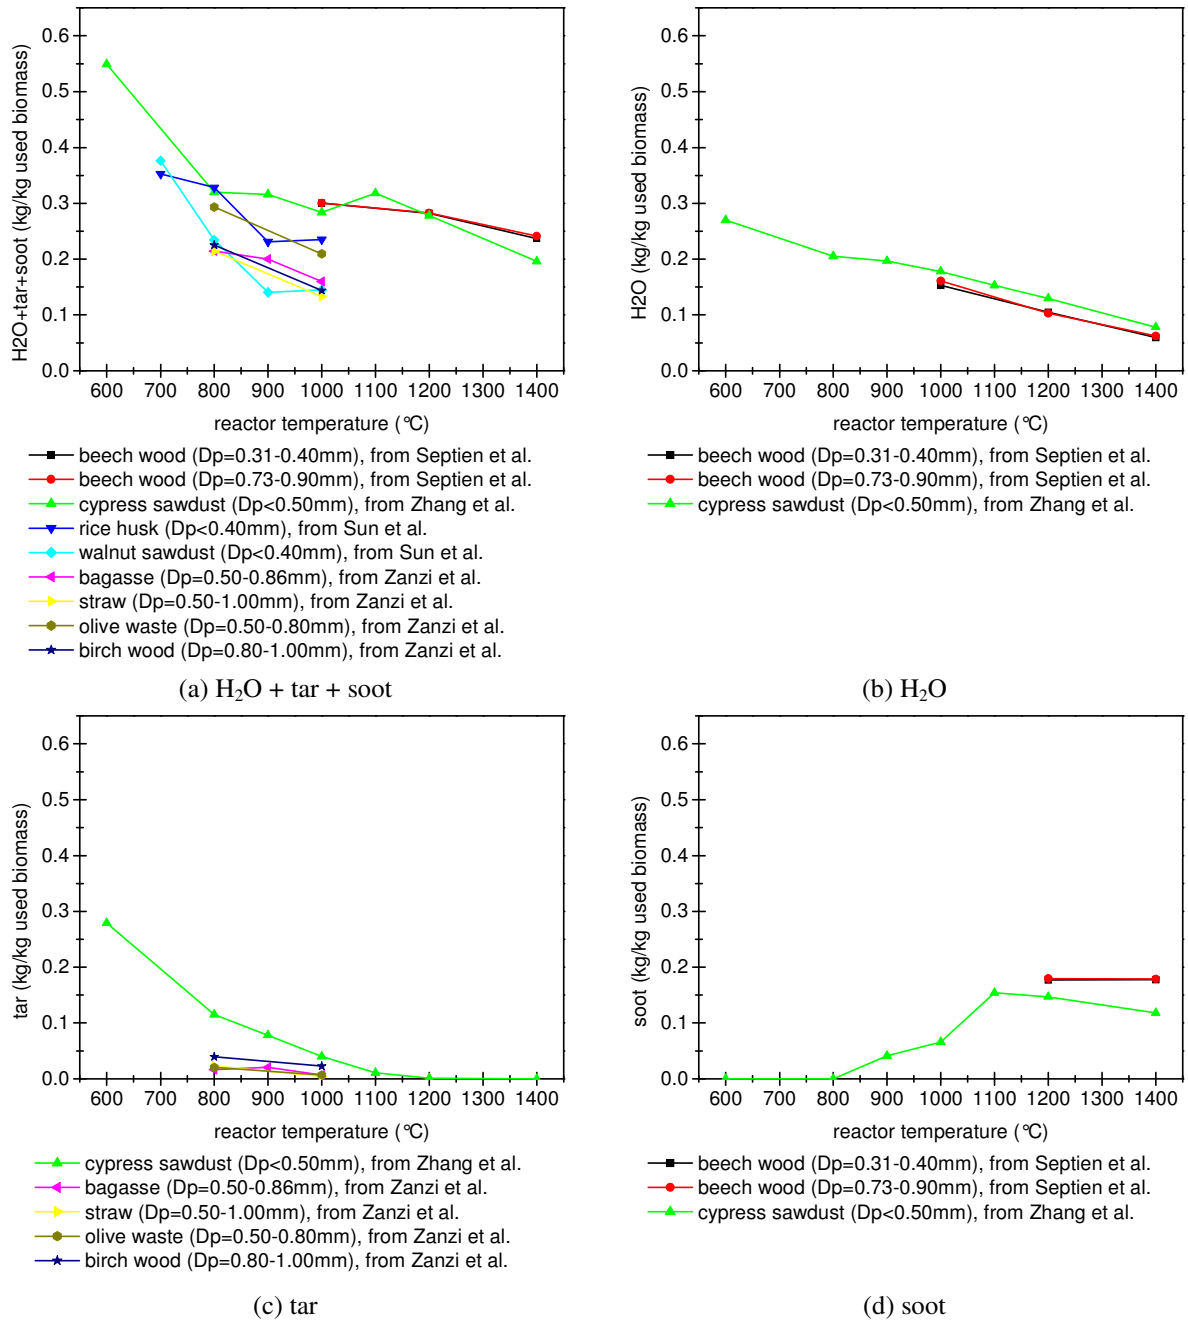 H2O+tar+soot (kg/kg used biomass)
0.6
0.5
0.4
0.3
0.2
0.1
0.0
600 700 800 900 1000 1100 1200 1300 1400
reactor temperature (°C)
beech wood (Dp=0.31-0.40mm), from Septien et al.
beech wood (Dp=0.73-0.90mm), from Septien et al.
cypress sawdust (Dp<0.50mm), from Zhang et al.
rice husk (Dp<0.40mm), from Sun et al.
walnut sawdust (Dp<0.40mm), from Sun et al.
bagasse (Dp=0.50-0.86mm), from Zanzi et al.
straw (Dp=0.50-1.00mm), from Zanzi et al.
olive waste (Dp=0.50-0.80mm), from Zanzi et al.
birch wood (Dp=0.80-1.00mm), from Zanzi et al.
(a) H₂O + tar + soot
H2O (kg/kg used biomass)
0.6
0.5
0.4
0.3
0.2
0.1
0.0
600 700 800 900 1000 1100 1200 1300 1400
reactor temperature (°C)
beech wood (Dp=0.31-0.40mm), from Septien et al.
beech wood (Dp=0.73-0.90mm), from Septien et al.
cypress sawdust (Dp<0.50mm), from Zhang et al.
(b) H₂O
tar (kg/kg used biomass)
0.6
0.5
0.4
0.3
0.2
0.1
0.0
600 700 800 900 1000 1100 1200 1300 1400
reactor temperature (°C)
cypress sawdust (Dp<0.50mm), from Zhang et al.
bagasse (Dp=0.50-0.86mm), from Zanzi et al.
straw (Dp=0.50-1.00mm), from Zanzi et al.
olive waste (Dp=0.50-0.80mm), from Zanzi et al.
birch wood (Dp=0.80-1.00mm), from Zanzi et al.
(c) tar
soot (kg/kg used biomass)
0.6
0.5
0.4
0.3
0.2
0.1
0.0
600 700 800 900 1000 1100 1200 1300 1400
reactor temperature (°C)
beech wood (Dp=0.31-0.40mm), from Septien et al.
beech wood (Dp=0.73-0.90mm), from Septien et al.
cypress sawdust (Dp<0.50mm), from Zhang et al.
(d) soot